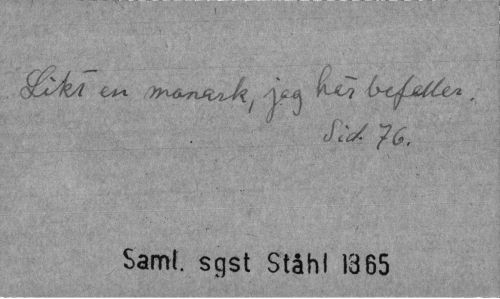 Likt en monark, jag här befaller.
Sid. 76.
Saml. sgst Ståhl 1365